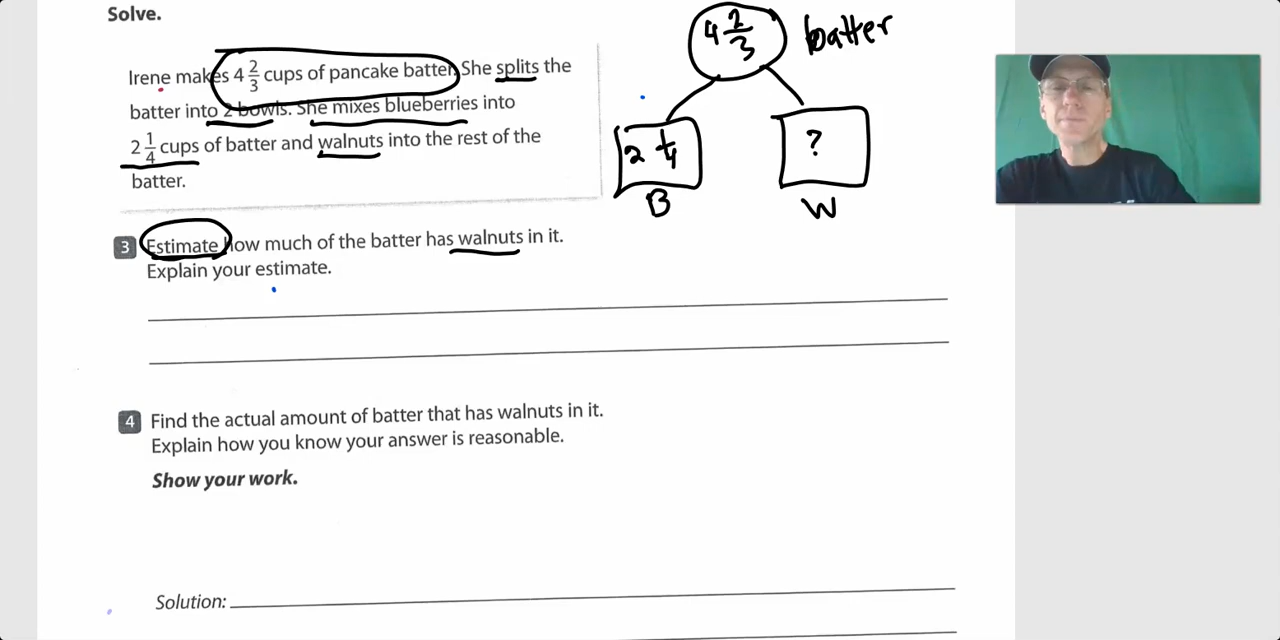 Solve.
4 2/3 batter
Irene makes 4 2/3 cups of pancake batter. She splits the
batter into 2 bowls. She mixes blueberries into
2 1/4 cups of batter and walnuts into the rest of the
batter.
2 1/4
?
B
W
3 Estimate how much of the batter has walnuts in it.
Explain your estimate.
4 Find the actual amount of batter that has walnuts in it.
Explain how you know your answer is reasonable.
Show your work.
Solution: